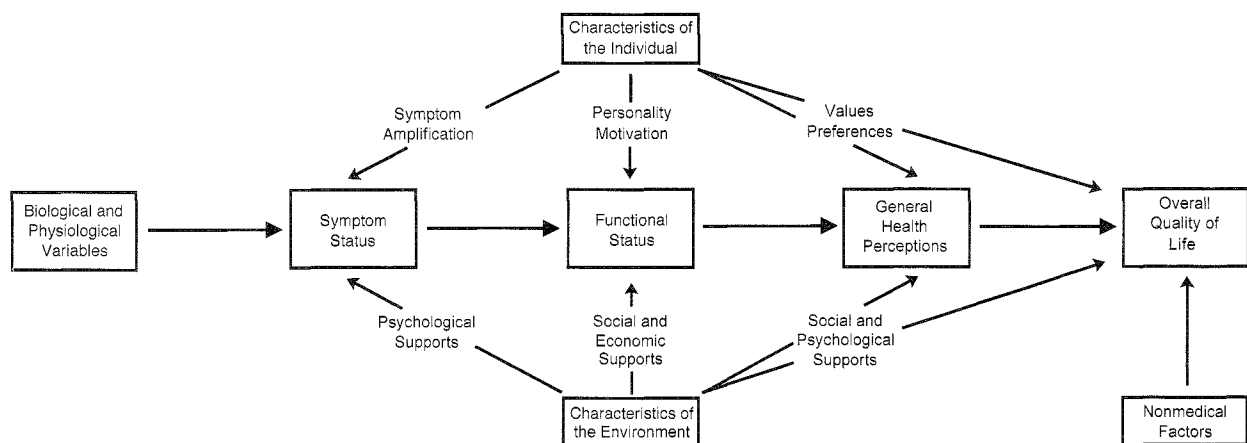 Characteristics of
the Individual
Symptom
Amplification
Personality
Motivation
Values
Preferences
Biological and
Physiological
Variables
Symptom
Status
Functional
Status
General
Health
Perceptions
Overall
Quality of
Life
Psychological
Supports
Social and
Economic
Supports
Social and
Psychological
Supports
Characteristics of
the Environment
Nonmedical
Factors